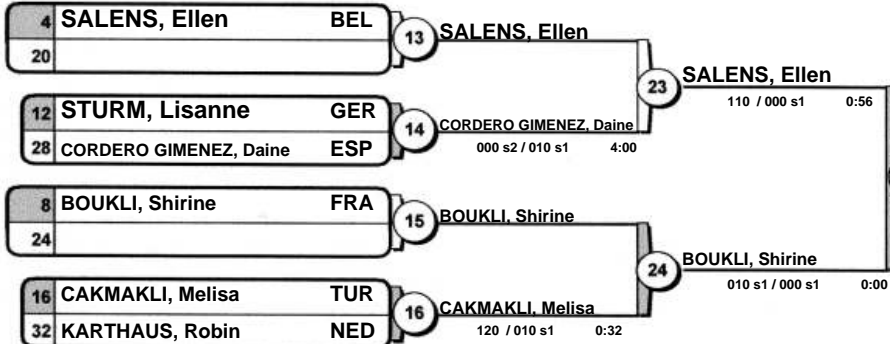 4 SALENS, Ellen BEL
20
13 SALENS, Ellen
12 STURM, Lisanne GER
28 CORDERO GIMENEZ, Daine ESP
14 CORDERO GIMENEZ, Daine
000 s2 / 010 s1 4:00
23 SALENS, Ellen
110 / 000 s1 0:56
8 BOUKLI, Shirine FRA
24
15 BOUKLI, Shirine
16 CAKMAKLI, Melisa TUR
32 KARTHAUS, Robin NED
16 CAKMAKLI, Melisa
120 / 010 s1 0:32
24 BOUKLI, Shirine
010 s1 / 000 s1 0:00